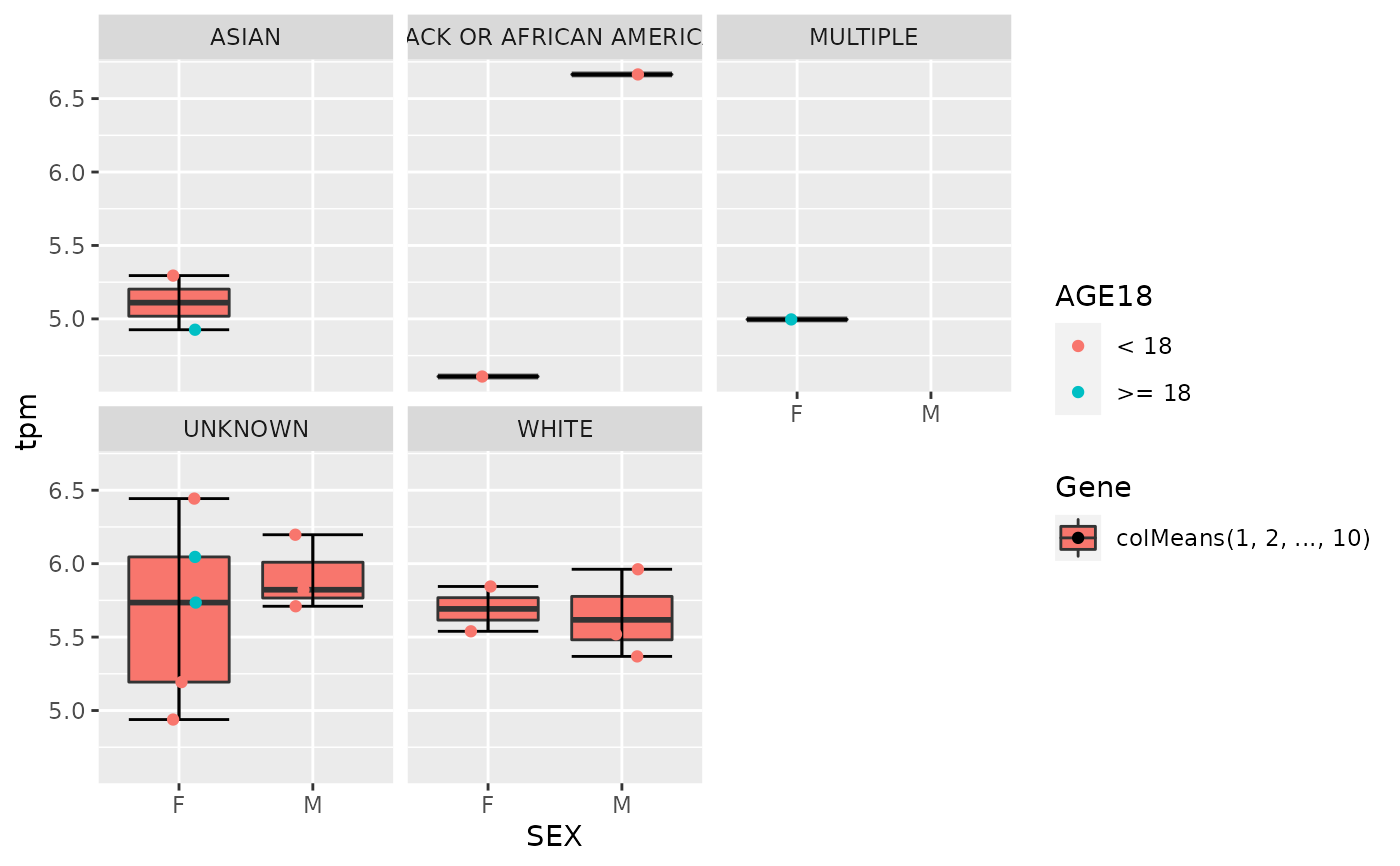 ASIAN
ACK OR AFRICAN AMERIC
MULTIPLE
6.5
6.0
5.5
5.0
F
M
UNKNOWN
WHITE
6.5
6.0
5.5
5.0
F
M
F
M
SEX
tpm
AGE18
< 18
>= 18
Gene
colMeans(1, 2, ..., 10)